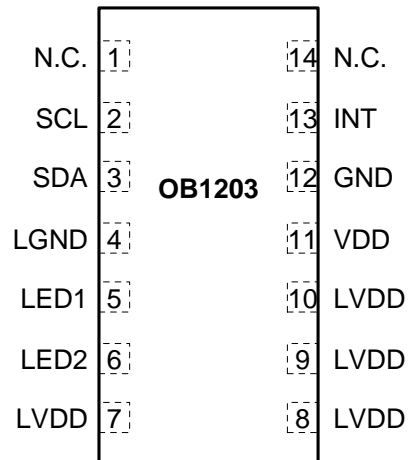 N.C. 1 14 N.C.
SCL 2 13 INT
SDA 3 OB1203 12 GND
LGND 4 11 VDD
LED1 5 10 LVDD
LED2 6 9 LVDD
LVDD 7 8 LVDD